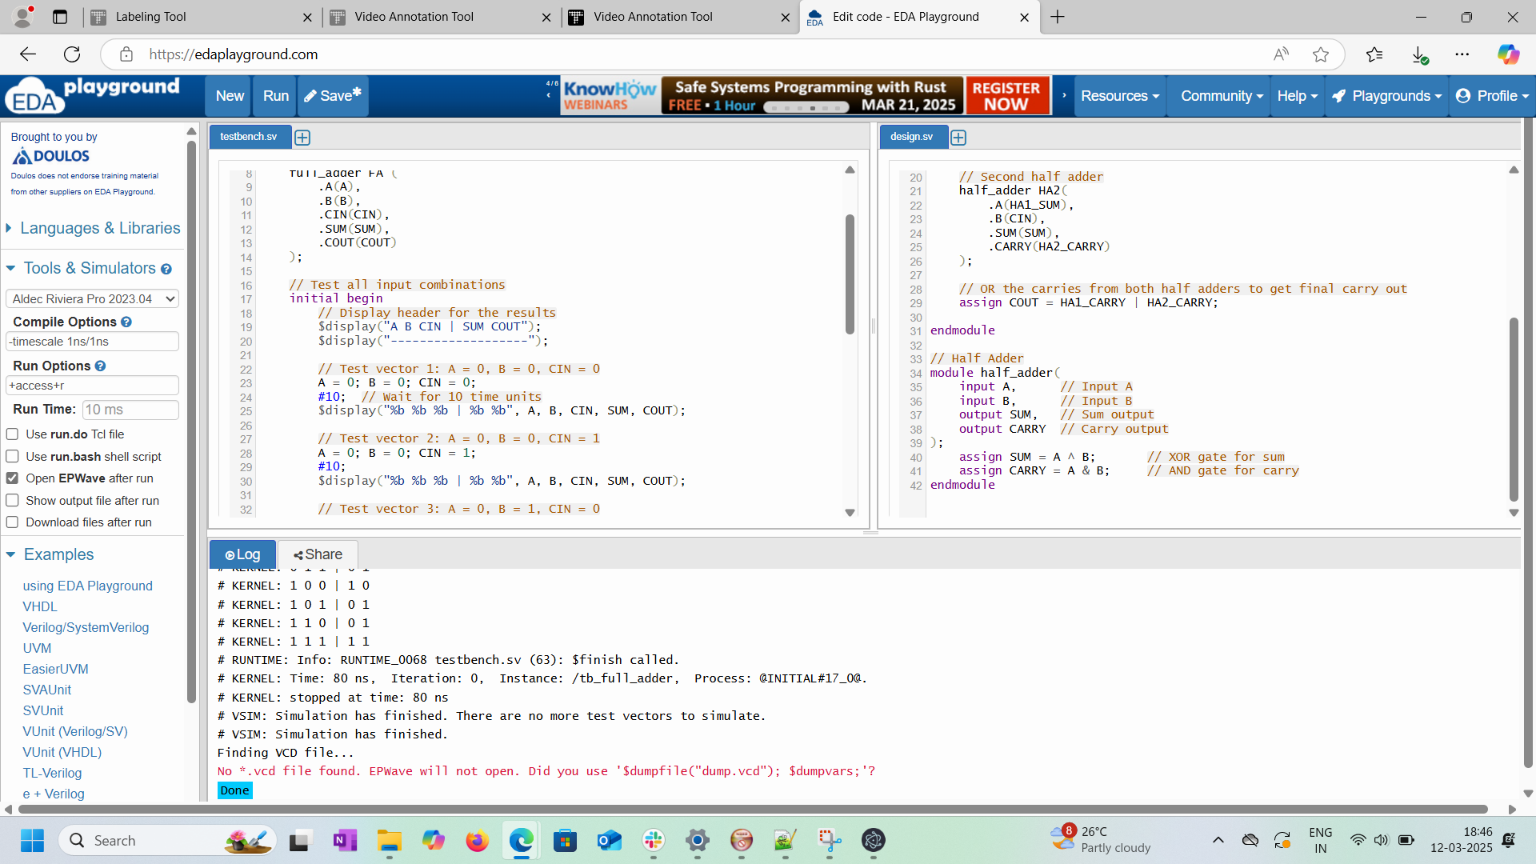 Labeling Tool
Video Annotation Tool
Video Annotation Tool
Edit code - EDA Playground
https://edaplayground.com
EDA playground
New
Run
Save*
4/6
KnowHow WEBINARS
Safe Systems Programming with Rust
FREE • 1 Hour MAR 21, 2025
REGISTER NOW
Resources
Community
Help
Playgrounds
Profile
Brought to you by
DOULOS
Doulos does not endorse training material
from other suppliers on EDA Playground.
Languages & Libraries
Tools & Simulators
Aldec Riviera Pro 2023.04
Compile Options
-timescale 1ns/1ns
Run Options
+access+r
Run Time: 10 ms
Use run.do Tcl file
Use run.bash shell script
Open EPWave after run
Show output file after run
Download files after run
Examples
using EDA Playground
VHDL
Verilog/SystemVerilog
UVM
EasierUVM
SVAUnit
SVUnit
VUnit (Verilog/SV)
VUnit (VHDL)
TL-Verilog
e + Verilog
testbench.sv
8 full_adder FA (
9 .A(A),
10 .B(B),
11 .CIN(CIN),
12 .SUM(SUM),
13 .COUT(COUT)
14 );
15
16 // Test all input combinations
17 initial begin
18 // Display header for the results
19 $display("A B CIN | SUM COUT");
20 $display("-------------------");
21
22 // Test vector 1: A = 0, B = 0, CIN = 0
23 A = 0; B = 0; CIN = 0;
24 #10; // Wait for 10 time units
25 $display("%b %b %b | %b %b", A, B, CIN, SUM, COUT);
26
27 // Test vector 2: A = 0, B = 0, CIN = 1
28 A = 0; B = 0; CIN = 1;
29 #10;
30 $display("%b %b %b | %b %b", A, B, CIN, SUM, COUT);
31
32 // Test vector 3: A = 0, B = 1, CIN = 0
design.sv
20 // Second half adder
21 half_adder HA2(
22 .A(HA1_SUM),
23 .B(CIN),
24 .SUM(SUM),
25 .CARRY(HA2_CARRY)
26 );
27
28 // OR the carries from both half adders to get final carry out
29 assign COUT = HA1_CARRY | HA2_CARRY;
30
31 endmodule
32
33 // Half Adder
34 module half_adder(
35 input A, // Input A
36 input B, // Input B
37 output SUM, // Sum output
38 output CARRY // Carry output
39 );
40 assign SUM = A ^ B; // XOR gate for sum
41 assign CARRY = A & B; // AND gate for carry
42 endmodule
Log
Share
# KERNEL: 0 1 1 | 0 1
# KERNEL: 1 0 0 | 1 0
# KERNEL: 1 0 1 | 0 1
# KERNEL: 1 1 0 | 0 1
# KERNEL: 1 1 1 | 1 1
# RUNTIME: Info: RUNTIME_0068 testbench.sv (63): $finish called.
# KERNEL: Time: 80 ns, Iteration: 0, Instance: /tb_full_adder, Process: @INITIAL#17_0@.
# KERNEL: stopped at time: 80 ns
# VSIM: Simulation has finished. There are no more test vectors to simulate.
# VSIM: Simulation has finished.
Finding VCD file...
No *.vcd file found. EPWave will not open. Did you use '$dumpfile("dump.vcd"); $dumpvars;'?
Done
Search
8
26°C
Partly cloudy
ENG
IN
18:46
12-03-2025